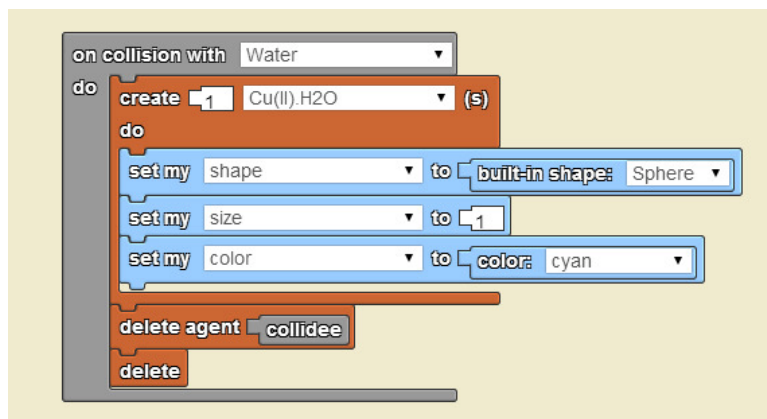 on collision with Water
do
create 1 Cu(II).H2O (s)
do
set my shape to built-in shape: Sphere
set my size to 1
set my color to color: cyan
delete agent collidee
delete